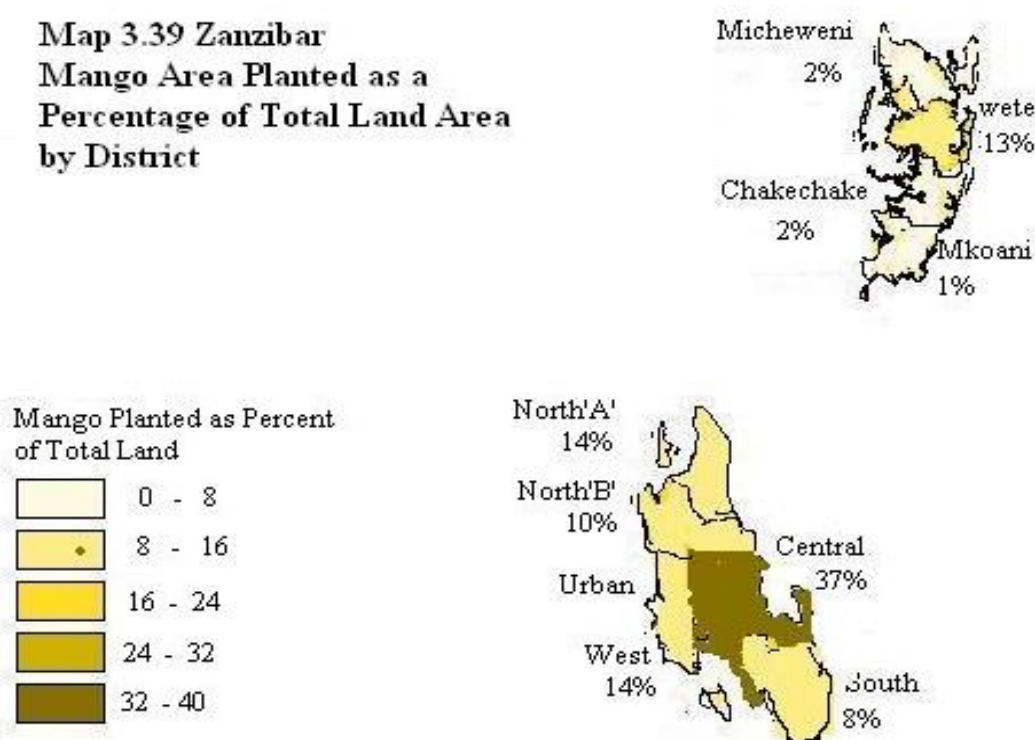 Map 3.39 Zanzibar
Mango Area Planted as a
Percentage of Total Land Area
by District
Micheweni
2%
wete
13%
Chakechake
2%
Mkoani
1%
Mango Planted as Percent
of Total Land
0 - 8
8 - 16
16 - 24
24 - 32
32 - 40
North'A'
14%
North'B'
10%
Central
37%
Urban
West
14%
South
8%